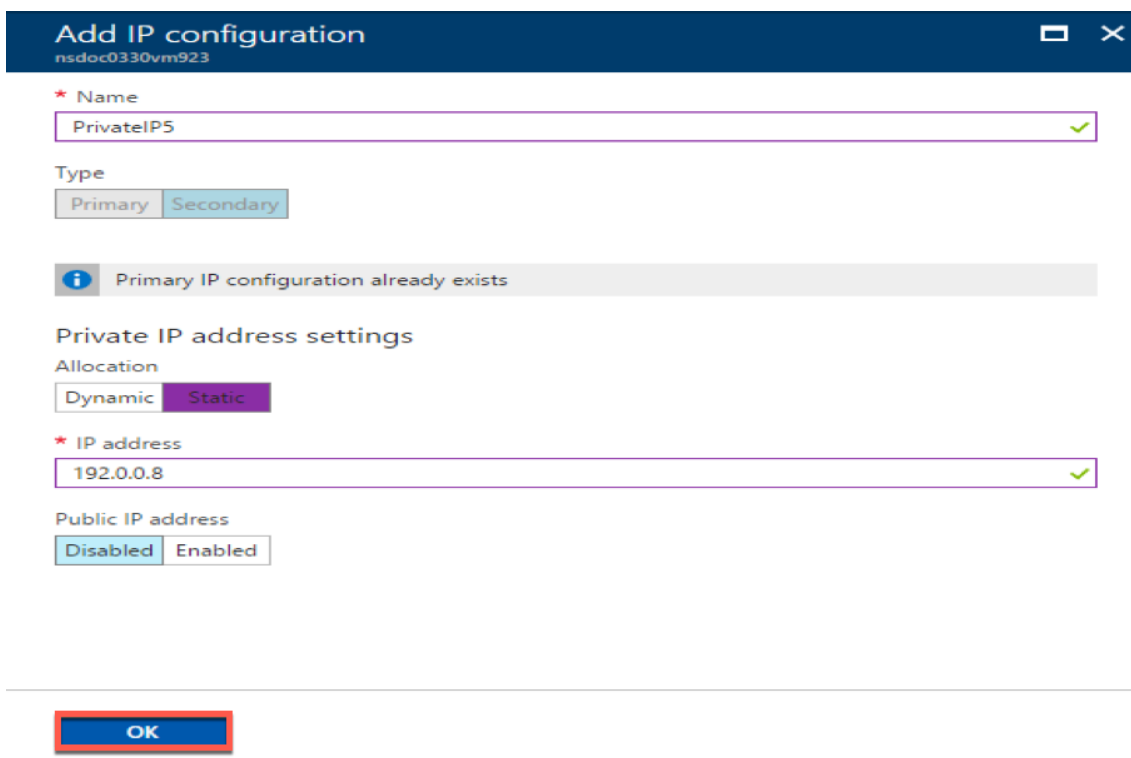 Add IP configuration
nsdoc0330vm923
* Name
PrivateIP5
Type
Primary Secondary
Primary IP configuration already exists
Private IP address settings
Allocation
Dynamic Static
* IP address
192.0.0.8
Public IP address
Disabled Enabled
OK